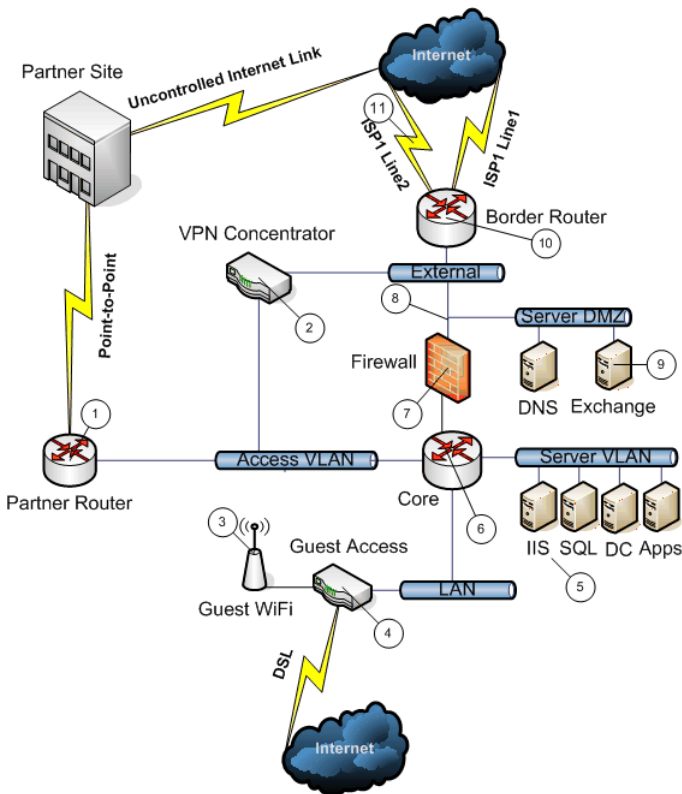 Internet
Partner Site
Uncontrolled Internet Link
11
ISP1 Line2
ISP1 Line1
Border Router
10
VPN Concentrator
External
2
8
Server DMZ
Point-to-Point
Firewall
9
7
DNS
Exchange
1
Access VLAN
Server VLAN
Partner Router
Core
6
3
Guest Access
IIS
SQL
DC
Apps
5
Guest WiFi
LAN
4
DSL
Internet